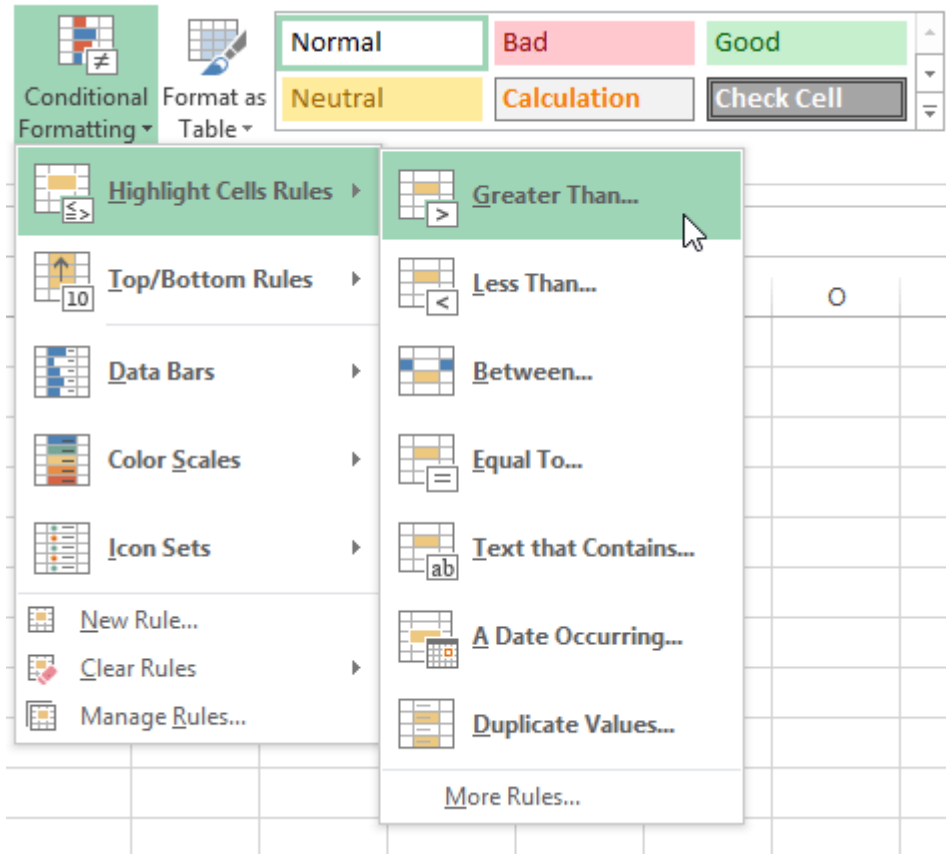 Conditional
Formatting
Format as
Table
Normal
Bad
Good
Neutral
Calculation
Check Cell
Highlight Cells Rules
Top/Bottom Rules
10
Data Bars
Color Scales
Icon Sets
New Rule...
Clear Rules
Manage Rules...
Greater Than...
Less Than...
Between...
Equal To...
Text that Contains...
ab
A Date Occurring...
Duplicate Values...
More Rules...
O